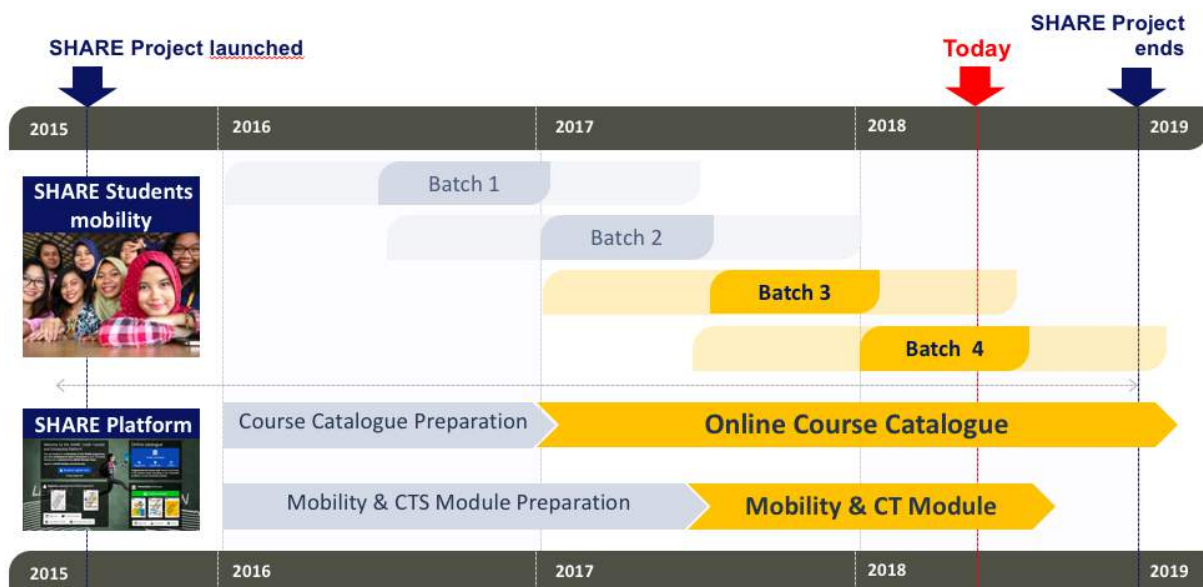 SHARE Project launched
Today
SHARE Project
ends
2015
2016
2017
2018
2019
SHARE Students
mobility
Batch 1
Batch 2
Batch 3
Batch 4
SHARE Platform
Course Catalogue Preparation
Online Course Catalogue
Mobility & CTS Module Preparation
Mobility & CT Module
2015
2016
2017
2018
2019